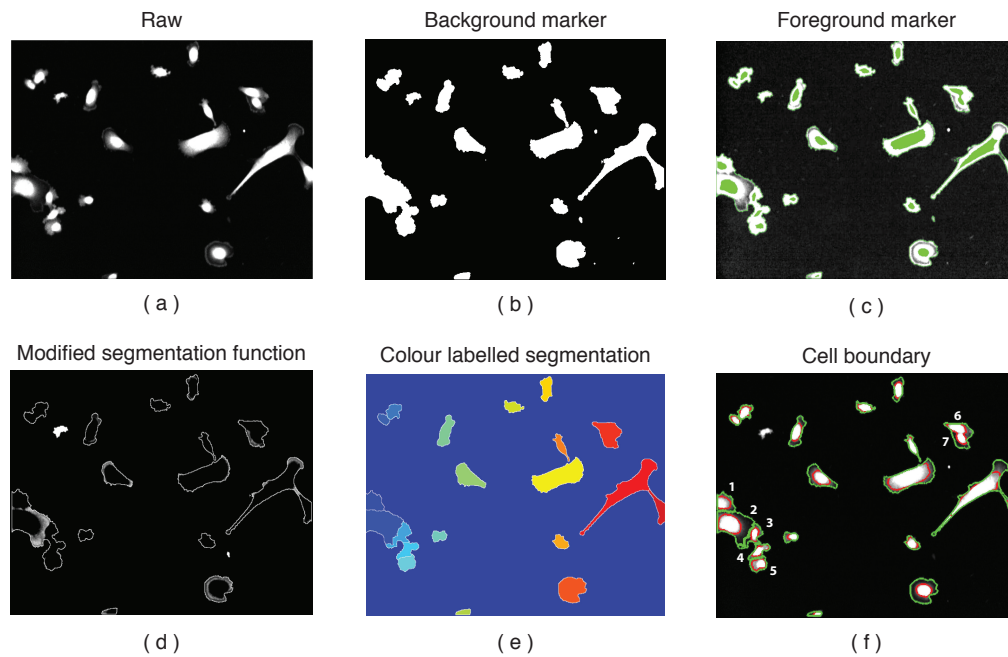 Raw
Background marker
Foreground marker
( a )
( b )
( c )
Modified segmentation function
Colour labelled segmentation
Cell boundary
6
7
1
2
3
4
5
( d )
( e )
( f )